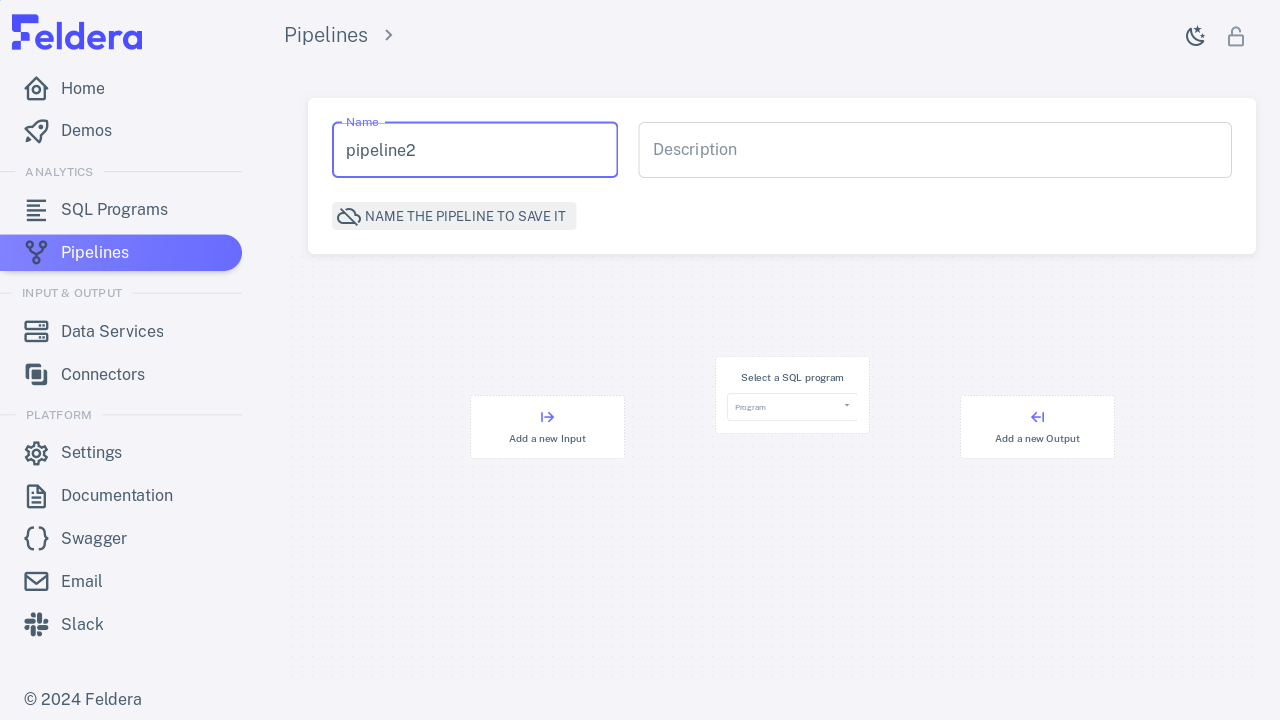 Feldera
Pipelines
Home
Demos
ANALYTICS
SQL Programs
Pipelines
INPUT & OUTPUT
Data Services
Connectors
PLATFORM
Settings
Documentation
Swagger
Email
Slack
© 2024 Feldera
Name
pipeline2
Description
NAME THE PIPELINE TO SAVE IT
Select a SQL program
Program
Add a new Input
Add a new Output